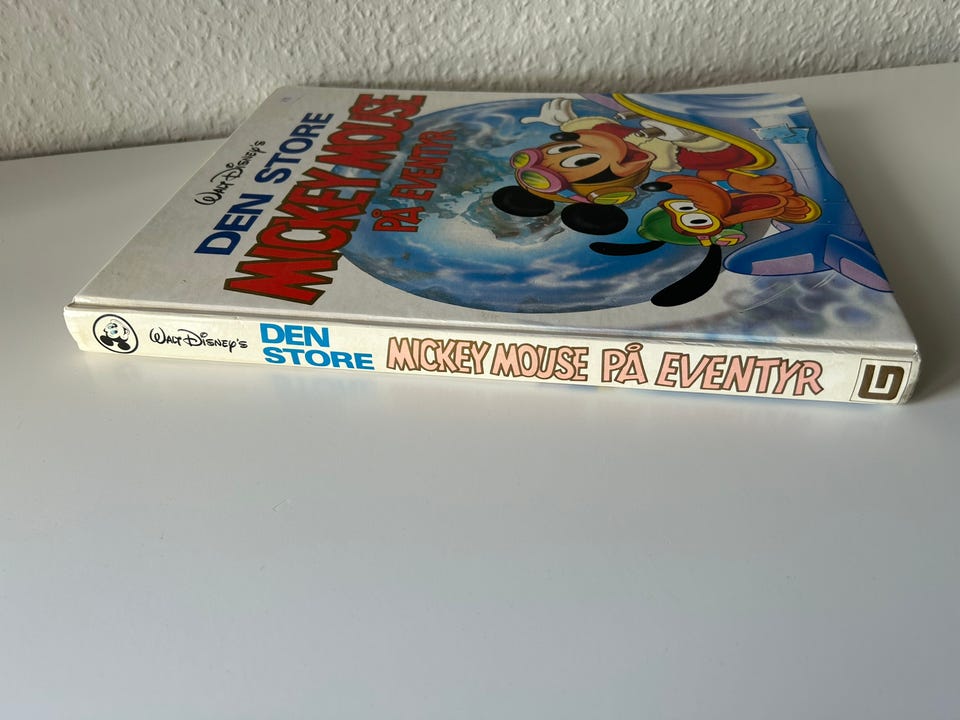 Walt Disney's
DEN STORE
MICKEY MOUSE
PÅ EVENTYR
Walt Disney's
DEN
STORE
MICKEY MOUSE PÅ EVENTYR
G